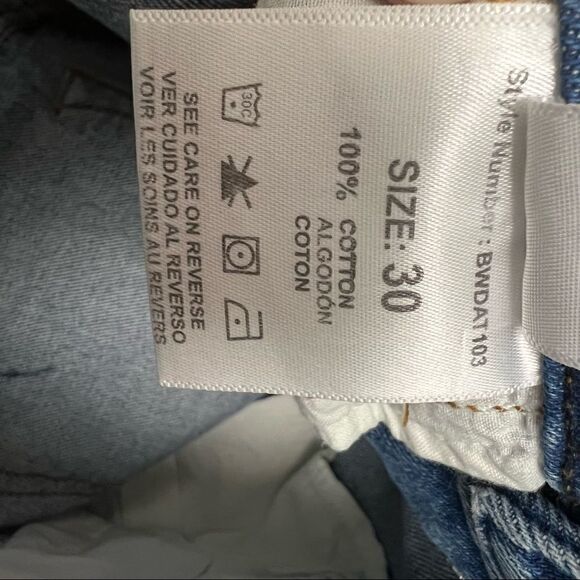 Style Number : BWDAT103
SIZE: 30
100% COTTON
ALGODÓN
COTON
30C
SEE CARE ON REVERSE
VER CUIDADO AL REVERSO
VOIR LES SOINS AU REVERS